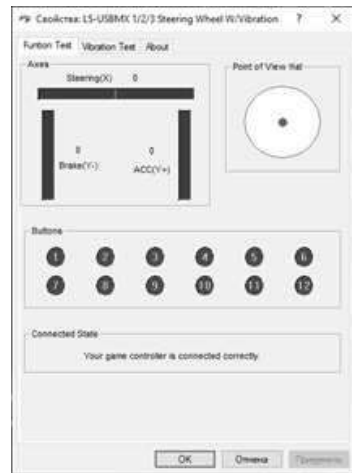 Свойства: LS-USBMX 1/2/3 Steering Wheel W/Vibration ? X
Funtion Test Vibration Test About
Axes
Steering(X) 0
0 0
Brake(Y-) ACC(Y+)
Point of View Hat
Buttons
1 2 3 4 5 6
7 8 9 10 11 12
Connected State
Your game controller is connected correctly.
OK Отмена Применить